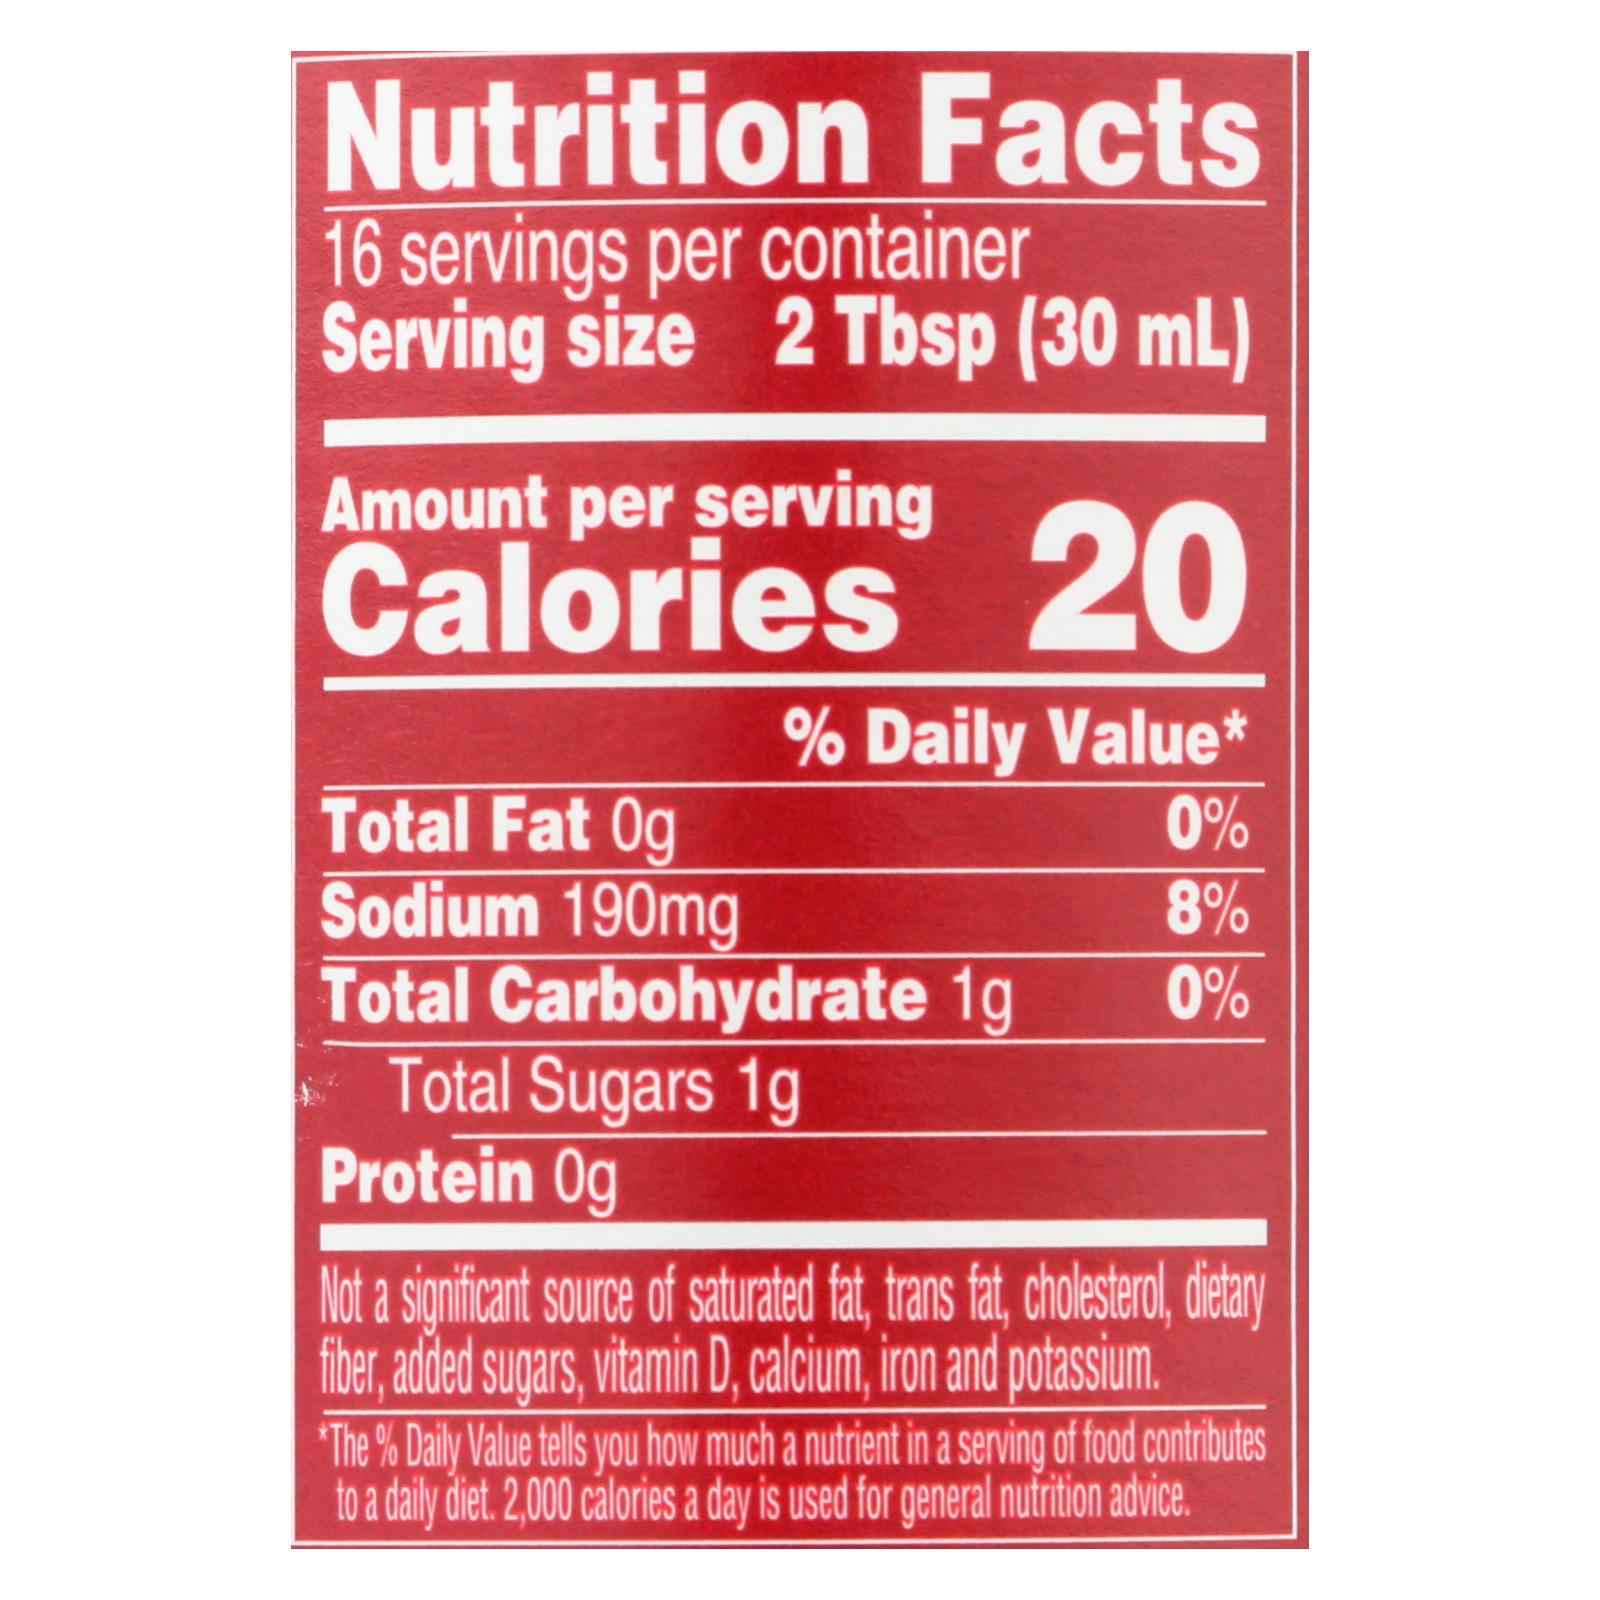 Nutrition Facts
16 servings per container
Serving size 2 Tbsp (30 mL)
Amount per serving
Calories 20
% Daily Value*
Total Fat 0g 0%
Sodium 190mg 8%
Total Carbohydrate 1g 0%
Total Sugars 1g
Protein 0g
Not a significant source of saturated fat, trans fat, cholesterol, dietary
fiber, added sugars, vitamin D, calcium, iron and potassium.
*The % Daily Value tells you how much a nutrient in a serving of food contributes
to a daily diet. 2,000 calories a day is used for general nutrition advice.